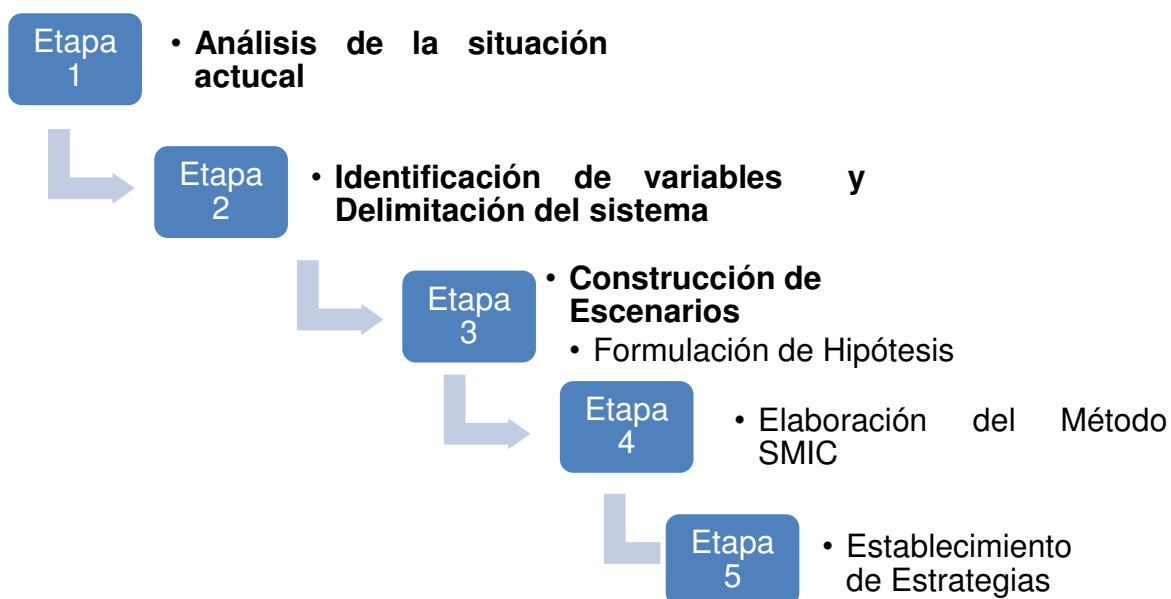 Etapa
1
• Análisis de la situación
actucal
Etapa
2
• Identificación de variables y
Delimitación del sistema
Etapa
3
• Construcción de
Escenarios
• Formulación de Hipótesis
Etapa
4
• Elaboración del Método
SMIC
Etapa
5
• Establecimiento
de Estrategias